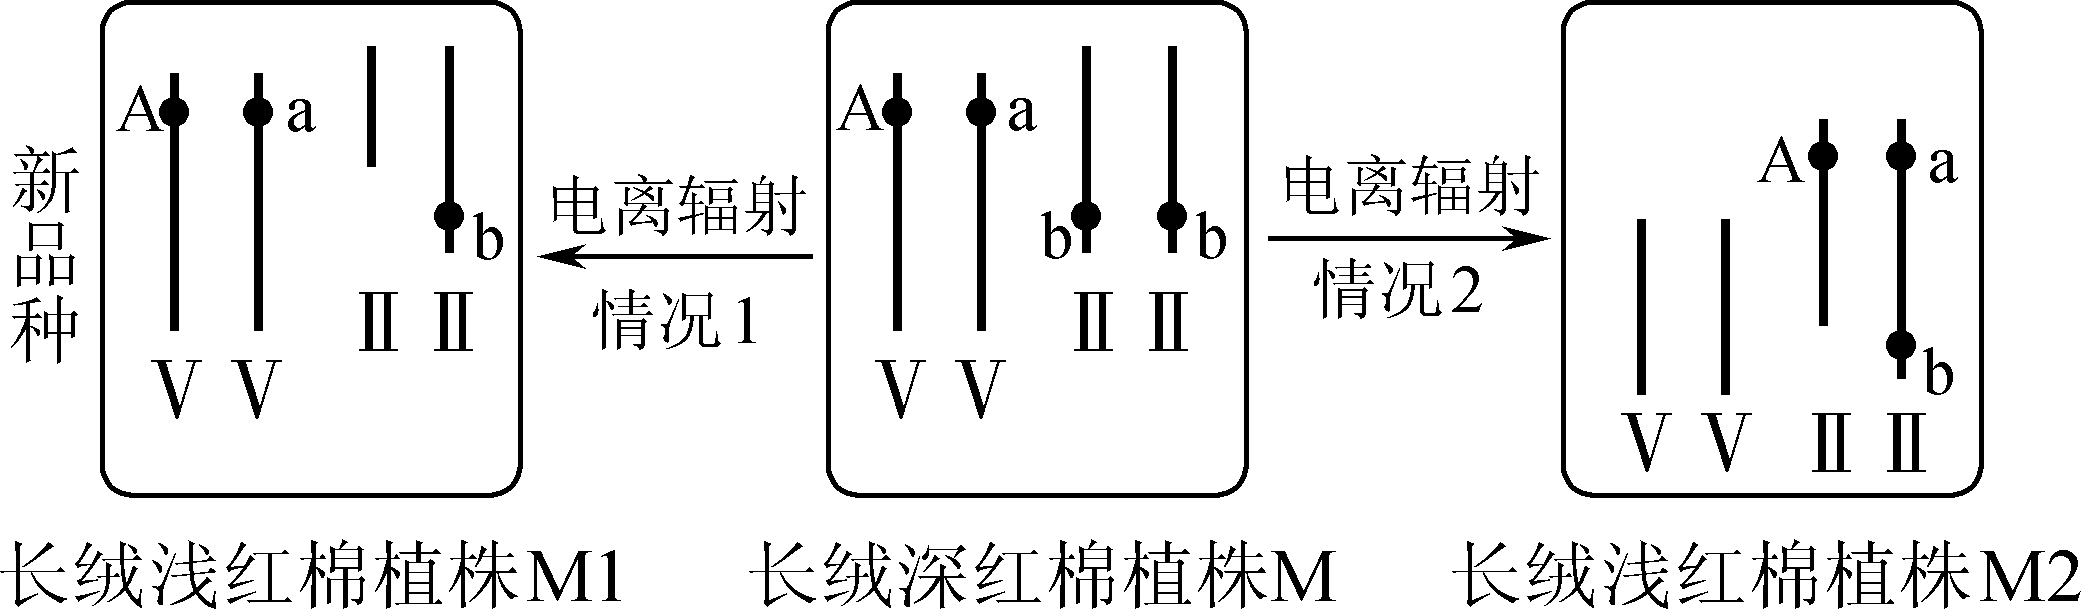 新品种
A a b
V V Ⅱ Ⅱ
长绒浅红棉植株M1
电离辐射
情况1
A a b b
V V Ⅱ Ⅱ
长绒深红棉植株M
电离辐射
情况2
A a b
V V Ⅱ Ⅱ
长绒浅红棉植株M2